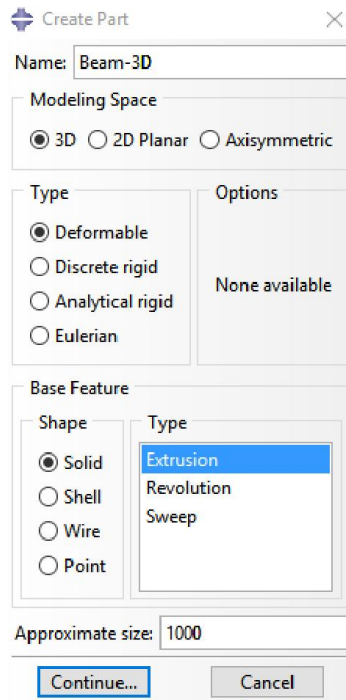 Create Part
Name: Beam-3D
Modeling Space
3D 2D Planar Axisymmetric
Type
Deformable
Discrete rigid
Analytical rigid
Eulerian
Options
None available
Base Feature
Shape
Solid
Shell
Wire
Point
Type
Extrusion
Revolution
Sweep
Approximate size: 1000
Continue... Cancel